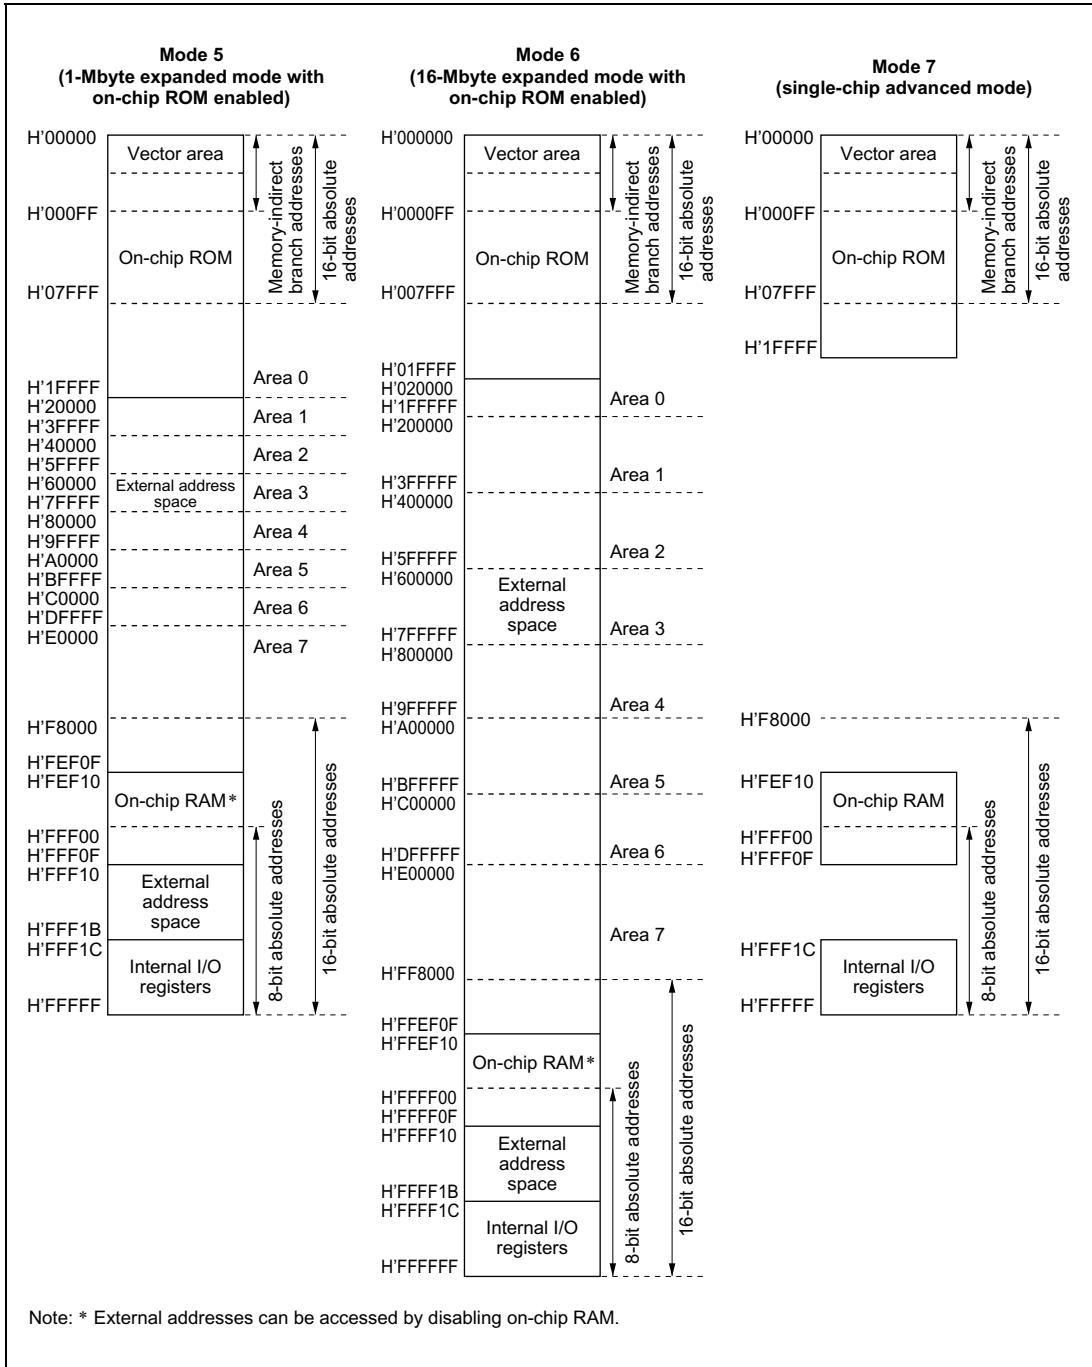 Mode 5
(1-Mbyte expanded mode with
on-chip ROM enabled)
H'00000
Vector area
H'000FF
On-chip ROM
H'07FFF
Memory-indirect
branch addresses
16-bit absolute
addresses
H'1FFFF
H'20000
H'3FFFF
H'40000
H'5FFFF
H'60000
H'7FFFF
H'80000
H'9FFFF
H'A0000
H'BFFFF
H'C0000
H'DFFFF
H'E0000
External address
space
Area 0
Area 1
Area 2
Area 3
Area 4
Area 5
Area 6
Area 7
H'F8000
H'FEF0F
H'FEF10
On-chip RAM*
H'FFF00
H'FFF0F
H'FFF10
External
address
space
H'FFF1B
H'FFF1C
Internal I/O
registers
H'FFFFF
8-bit absolute addresses
16-bit absolute addresses
Mode 6
(16-Mbyte expanded mode with
on-chip ROM enabled)
H'000000
Vector area
H'0000FF
On-chip ROM
H'007FFF
Memory-indirect
branch addresses
16-bit absolute
addresses
H'01FFFF
H'020000
H'1FFFFF
H'200000
H'3FFFFF
H'400000
H'5FFFFF
H'600000
External
address
space
H'7FFFFF
H'800000
H'9FFFFF
H'A00000
H'BFFFFF
H'C00000
H'DFFFFF
H'E00000
Area 0
Area 1
Area 2
Area 3
Area 4
Area 5
Area 6
Area 7
H'FF8000
H'FFEF0F
H'FFEF10
On-chip RAM*
H'FFFF00
H'FFFF0F
H'FFFF10
External
address
space
H'FFFF1B
H'FFFF1C
Internal I/O
registers
H'FFFFFF
8-bit absolute addresses
16-bit absolute addresses
Mode 7
(single-chip advanced mode)
H'00000
Vector area
H'000FF
On-chip ROM
H'07FFF
H'1FFFF
Memory-indirect
branch addresses
16-bit absolute
addresses
H'F8000
H'FEF10
On-chip RAM
H'FFF00
H'FFF0F
H'FFF1C
Internal I/O
registers
H'FFFFF
8-bit absolute addresses
16-bit absolute addresses
Note: * External addresses can be accessed by disabling on-chip RAM.